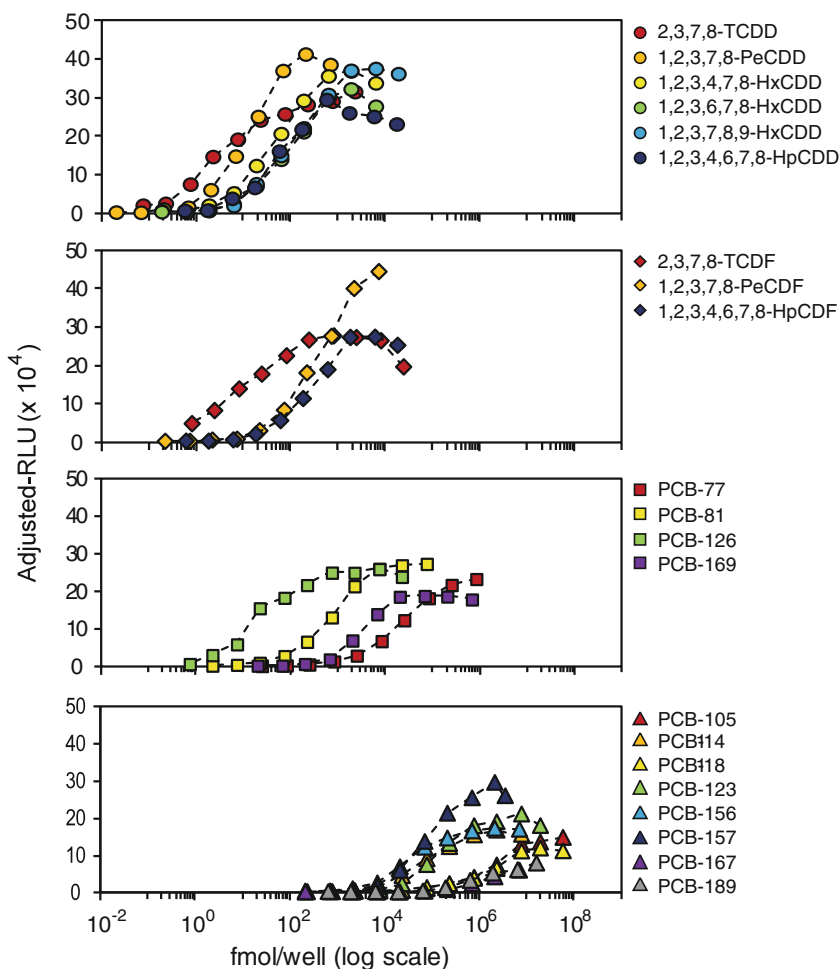 50
40
30
20
10
0
2,3,7,8-TCDD
1,2,3,7,8-PeCDD
1,2,3,4,7,8-HxCDD
1,2,3,6,7,8-HxCDD
1,2,3,7,8,9-HxCDD
1,2,3,4,6,7,8-HpCDD
50
40
30
20
10
0
2,3,7,8-TCDF
1,2,3,7,8-PeCDF
1,2,3,4,6,7,8-HpCDF
Adjusted-RLU (x 10^4)
50
40
30
20
10
0
PCB-77
PCB-81
PCB-126
PCB-169
50
40
30
20
10
0
PCB-105
PCB-114
PCB-118
PCB-123
PCB-156
PCB-157
PCB-167
PCB-189
10^-2 10^0 10^2 10^4 10^6 10^8
fmol/well (log scale)